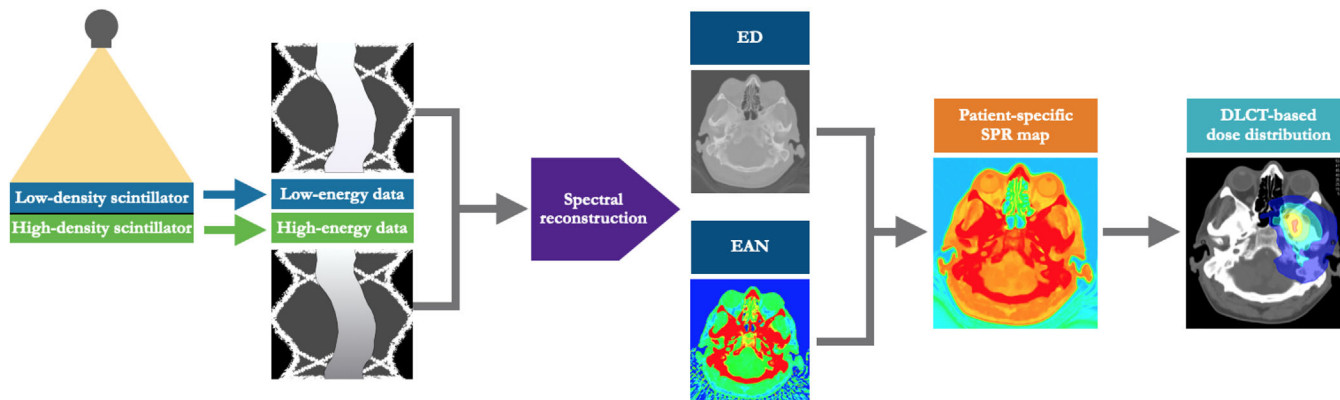 Low-density scintillator
High-density scintillator
Low-energy data
High-energy data
Spectral
reconstruction
ED
EAN
Patient-specific
SPR map
DLCT-based
dose distribution